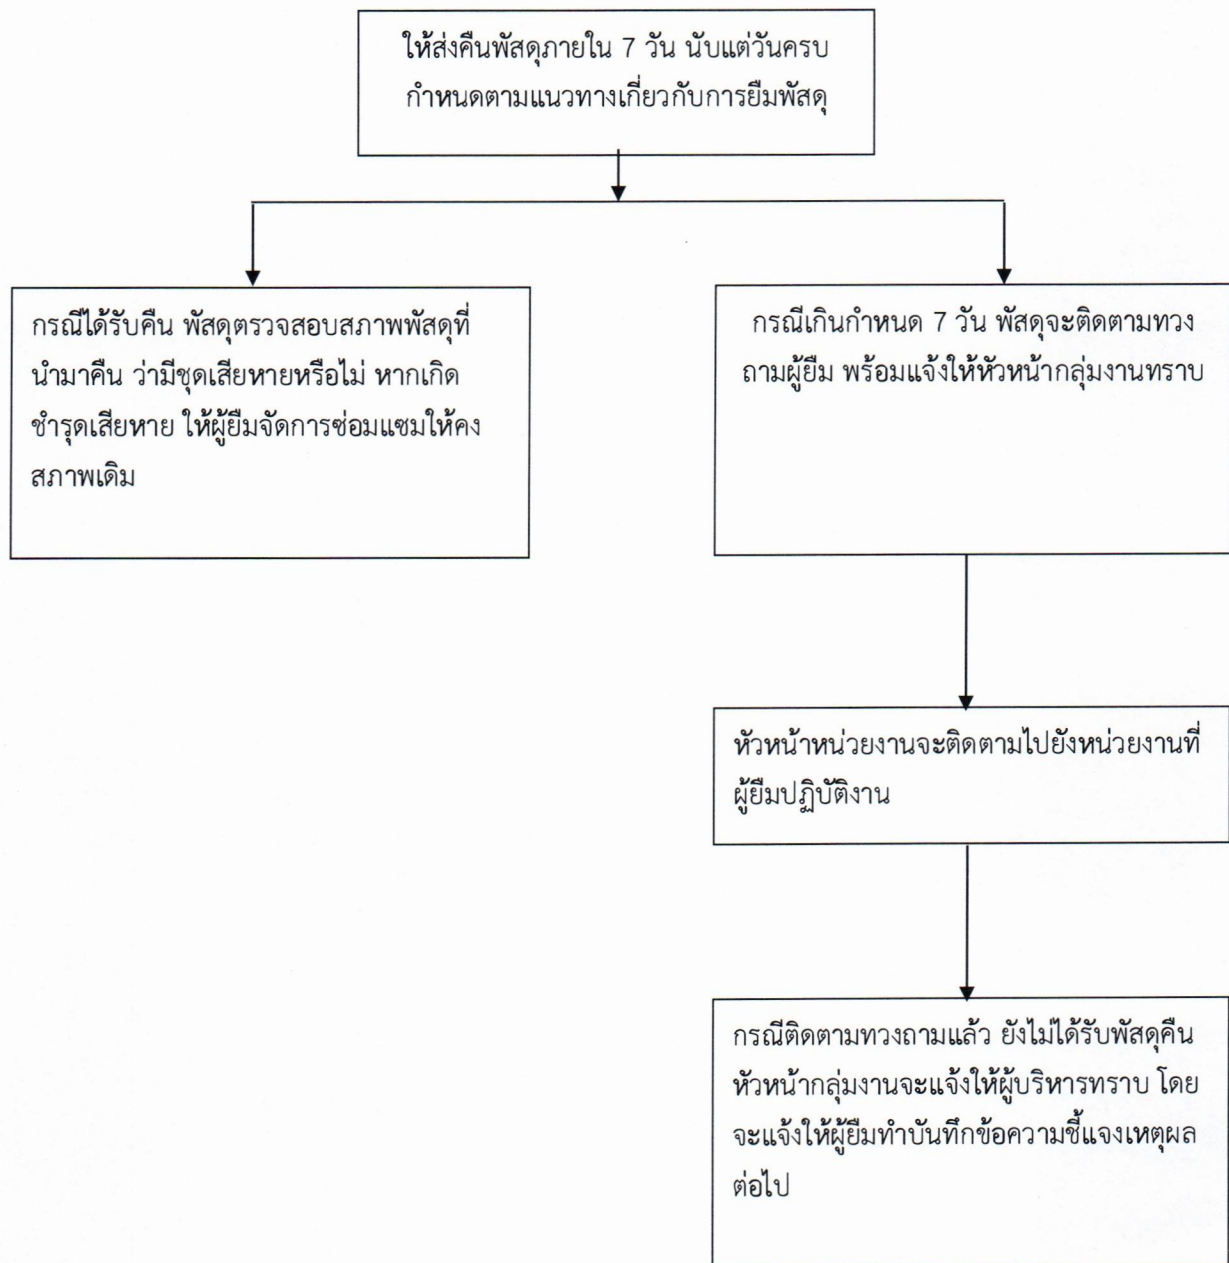 ให้ส่งคืนพัสดุภายใน 7 วัน นับแต่วันครบ
กำหนดตามแนวทางเกี่ยวกับการยืมพัสดุ
กรณีได้รับคืน พัสดุตรวจสอบสภาพพัสดุที่
นำมาคืน ว่ามีชุดเสียหายหรือไม่ หากเกิด
ชำรุดเสียหาย ให้ผู้ยืมจัดการซ่อมแซมให้คง
สภาพเดิม
กรณีเกินกำหนด 7 วัน พัสดุจะติดตามทวง
ถามผู้ยืม พร้อมแจ้งให้หัวหน้ากลุ่มงานทราบ
หัวหน้าหน่วยงานจะติดตามไปยังหน่วยงานที่
ผู้ยืมปฏิบัติงาน
กรณีติดตามทวงถามแล้ว ยังไม่ได้รับพัสดุคืน
หัวหน้ากลุ่มงานจะแจ้งให้ผู้บริหารทราบ โดย
จะแจ้งให้ผู้ยืมทำบันทึกข้อความชี้แจงเหตุผล
ต่อไป